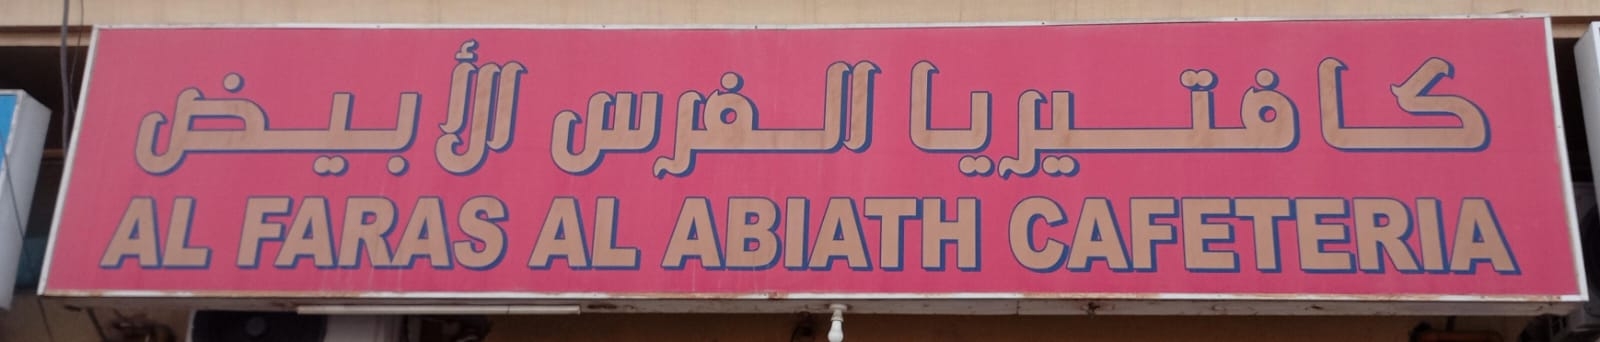 كافتيريا الفرس الأبيض
AL FARAS AL ABIATH CAFETERIA